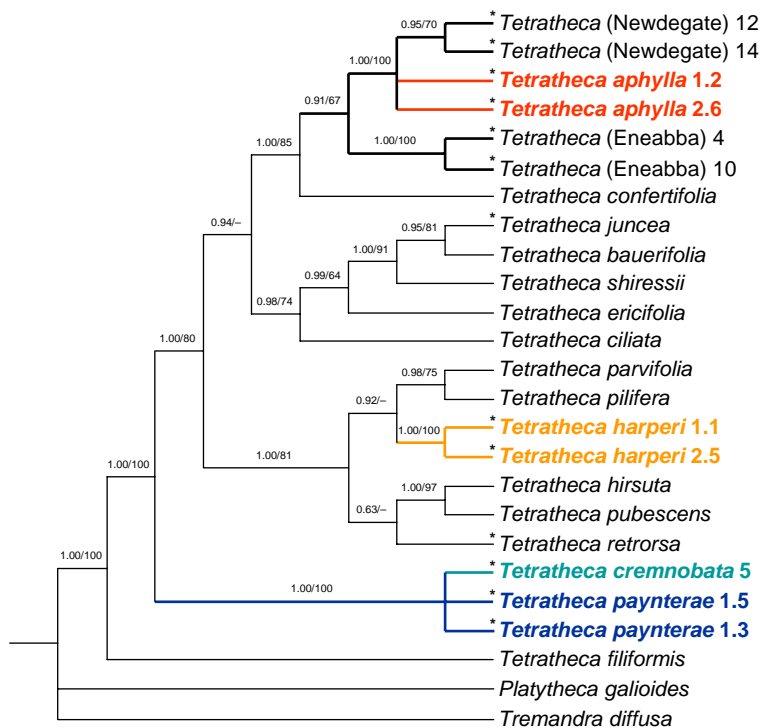 0.95/70
* Tetratheca (Newdegate) 12
* Tetratheca (Newdegate) 14
1.00/100
* Tetratheca aphylla 1.2
0.91/67
* Tetratheca aphylla 2.6
1.00/100
* Tetratheca (Eneabba) 4
1.00/85
* Tetratheca (Eneabba) 10
Tetratheca confertifolia
0.94/–
0.95/81
* Tetratheca juncea
1.00/91
Tetratheca bauerifolia
0.99/64
Tetratheca shiressii
0.98/74
Tetratheca ericifolia
1.00/80
Tetratheca ciliata
0.98/75
Tetratheca parvifolia
0.92/–
Tetratheca pilifera
1.00/100
* Tetratheca harperi 1.1
1.00/81
* Tetratheca harperi 2.5
1.00/100
1.00/97
Tetratheca hirsuta
0.63/–
Tetratheca pubescens
* Tetratheca retrorsa
1.00/100
* Tetratheca cremnobata 5
1.00/100
* Tetratheca paynterae 1.5
* Tetratheca paynterae 1.3
Tetratheca filiformis
Platytheca galioides
Tremandra diffusa